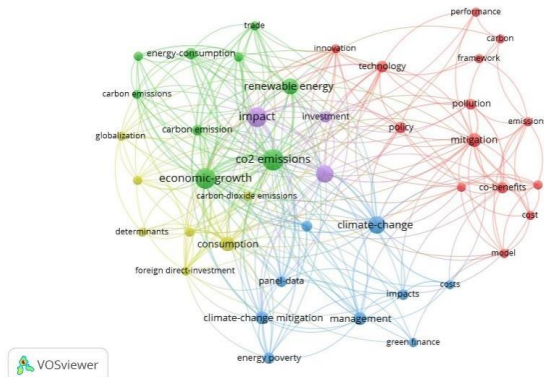 performance
trade
carbon
innovation
energy-consumption
framework
technology
renewable energy
carbon emissions
pollution
impact
investment
emission
carbon emission
policy
globalization
mitigation
co2 emissions
economic-growth
co-benefits
carbon-dioxide emissions
cost
climate-change
determinants
consumption
model
foreign direct-investment
panel-data
costs
impacts
climate-change mitigation
management
green finance
energy poverty
VOSviewer